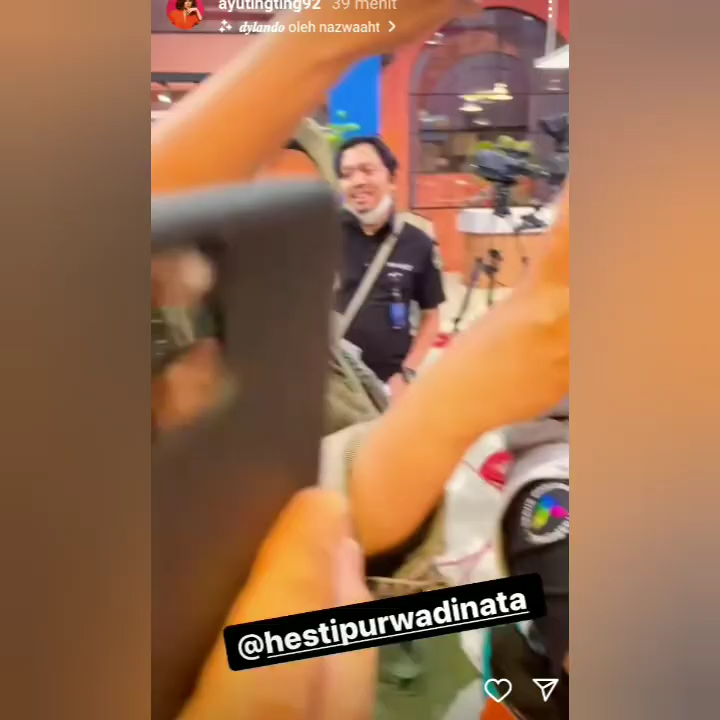 ayutingting92 39 menit
dylando oleh nazwaaht >
@hestipurwadinata